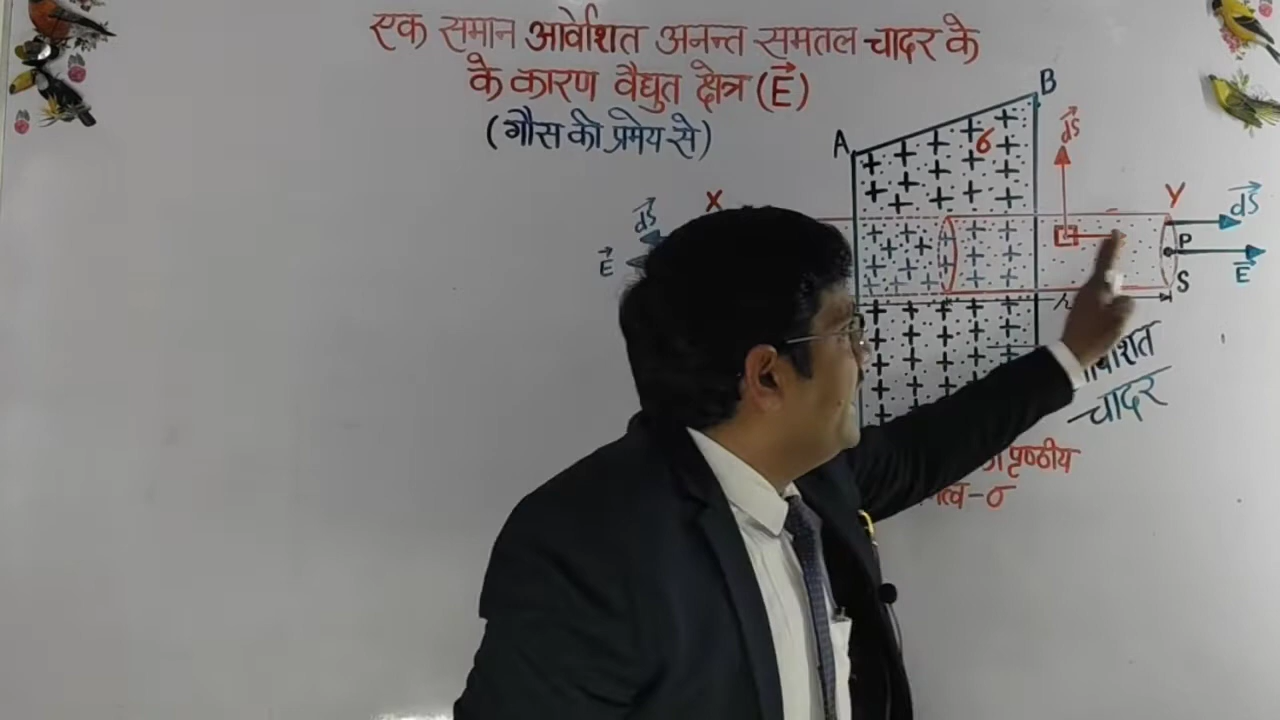 एक समान आवेशित अनन्त समतल चादर के
के कारण वैद्युत क्षेत्र (E⃗)
(गौस की प्रमेय से)
B
A
σ
dS⃗
X
Y
dS⃗
dS⃗
E⃗
P
E⃗
S
r
चादर
पृष्ठीय
-σ